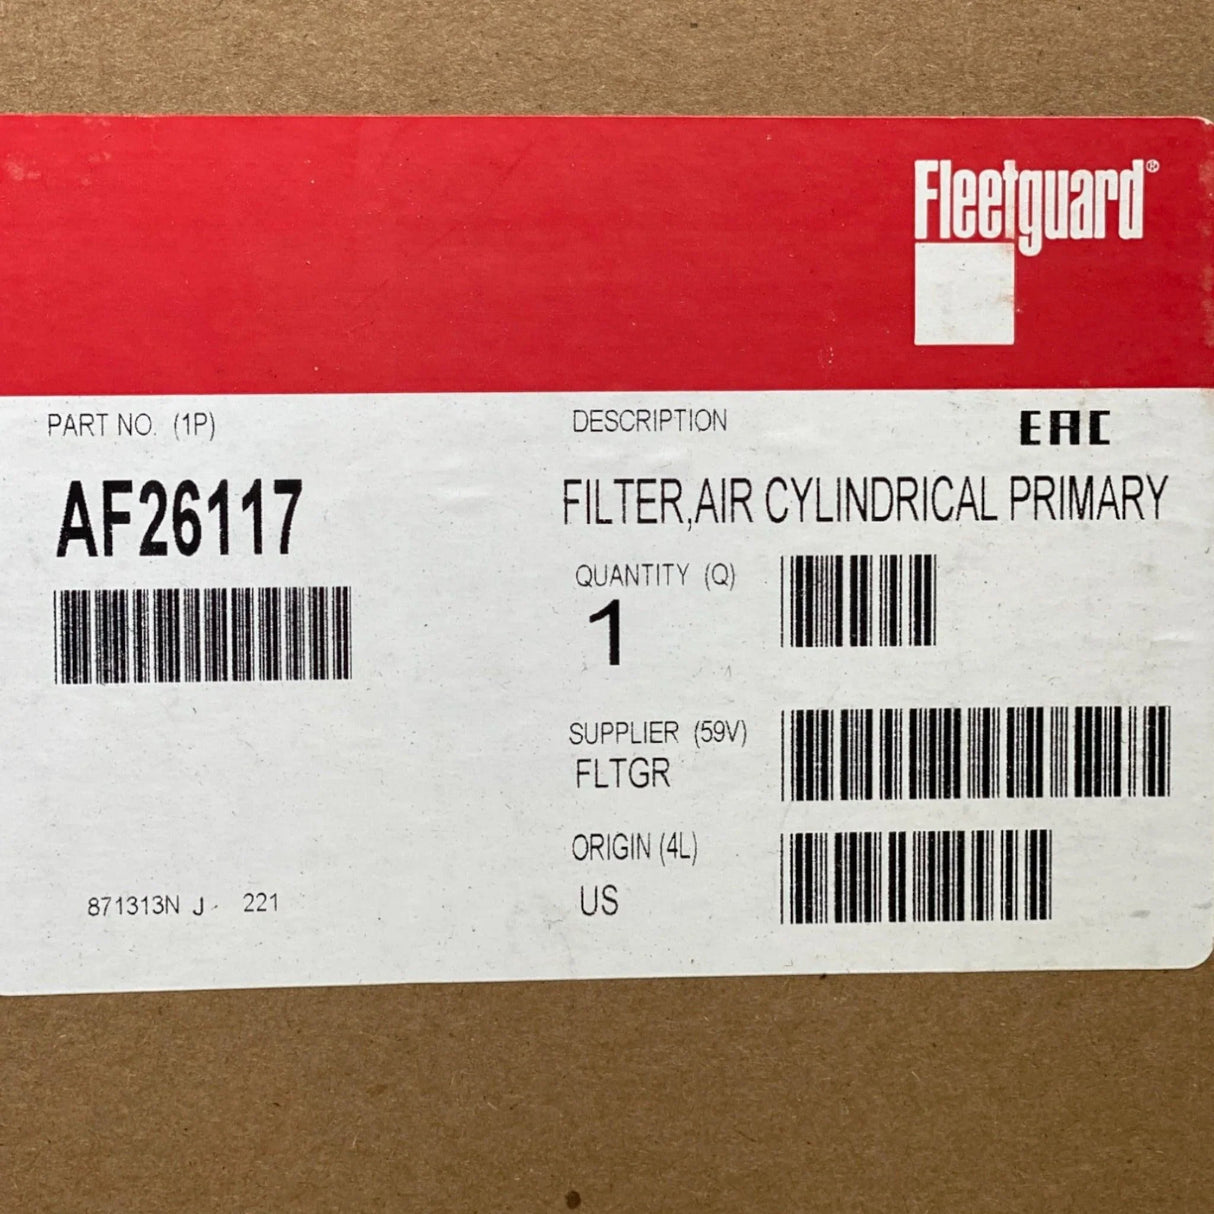 Fleetguard®
PART NO. (1P)
AF26117
DESCRIPTION
EAC
FILTER,AIR CYLINDRICAL PRIMARY
QUANTITY (Q)
1
SUPPLIER (59V)
FLTGR
ORIGIN (4L)
US
871313N J 221